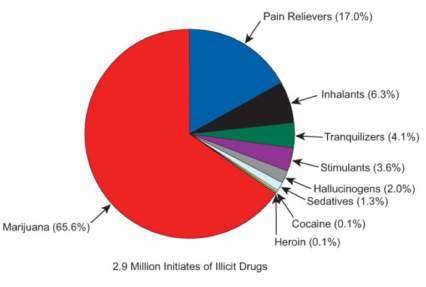 Pain Relievers (17.0%)
Inhalants (6.3%)
Tranquilizers (4.1%)
Stimulants (3.6%)
Hallucinogens (2.0%)
Sedatives (1.3%)
Cocaine (0.1%)
Heroin (0.1%)
Marijuana (65.6%)
2.9 Million Initiates of Illicit Drugs